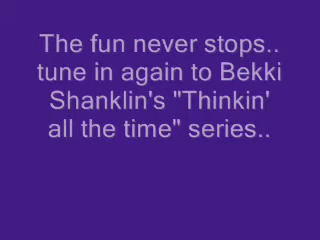 The fun never stops..
tune in again to Bekki
Shanklin's "Thinkin'
all the time" series..